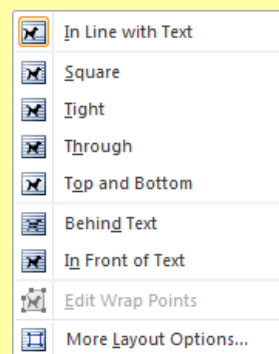 In Line with Text
Square
Tight
Through
Top and Bottom
Behind Text
In Front of Text
Edit Wrap Points
More Layout Options...